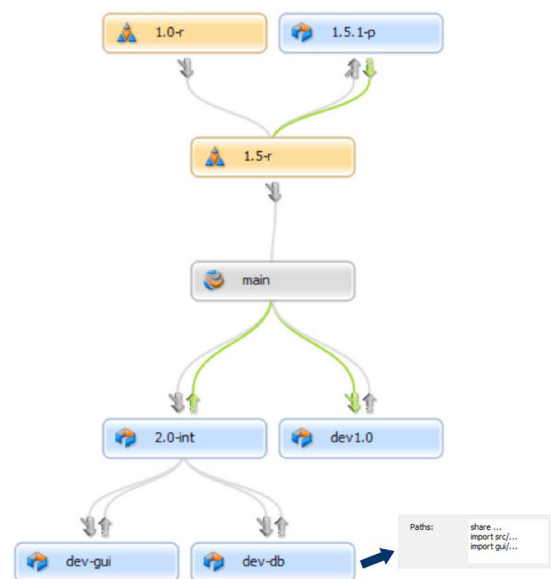 1.0-r
1.5.1-p
1.5-r
main
2.0-int
dev1.0
dev-gui
dev-db
Paths:
share ...
import src/...
import gui/...